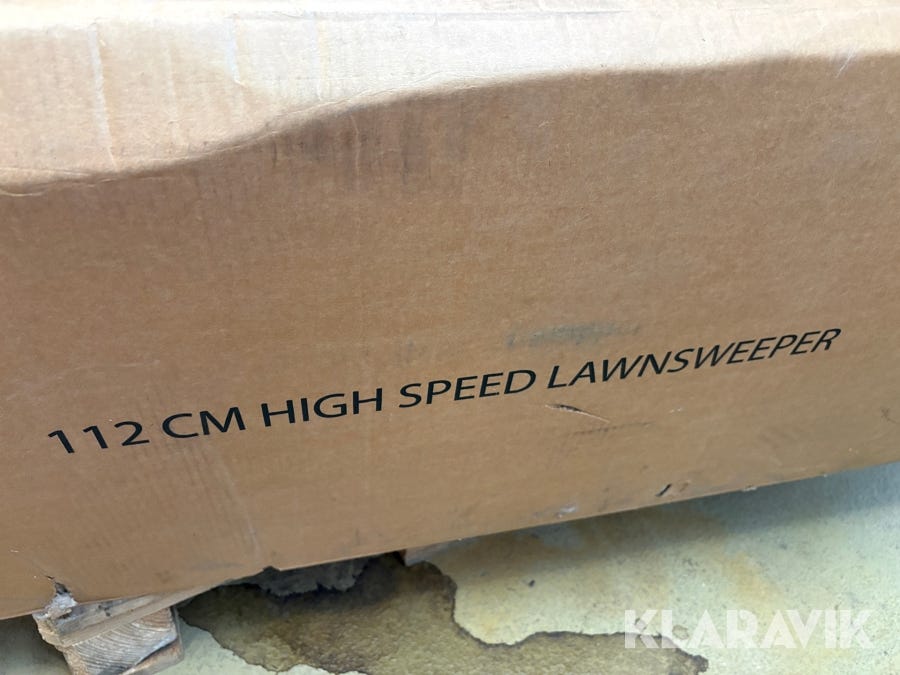 112 CM HIGH SPEED LAWNSWEEPER
KLARAVIK